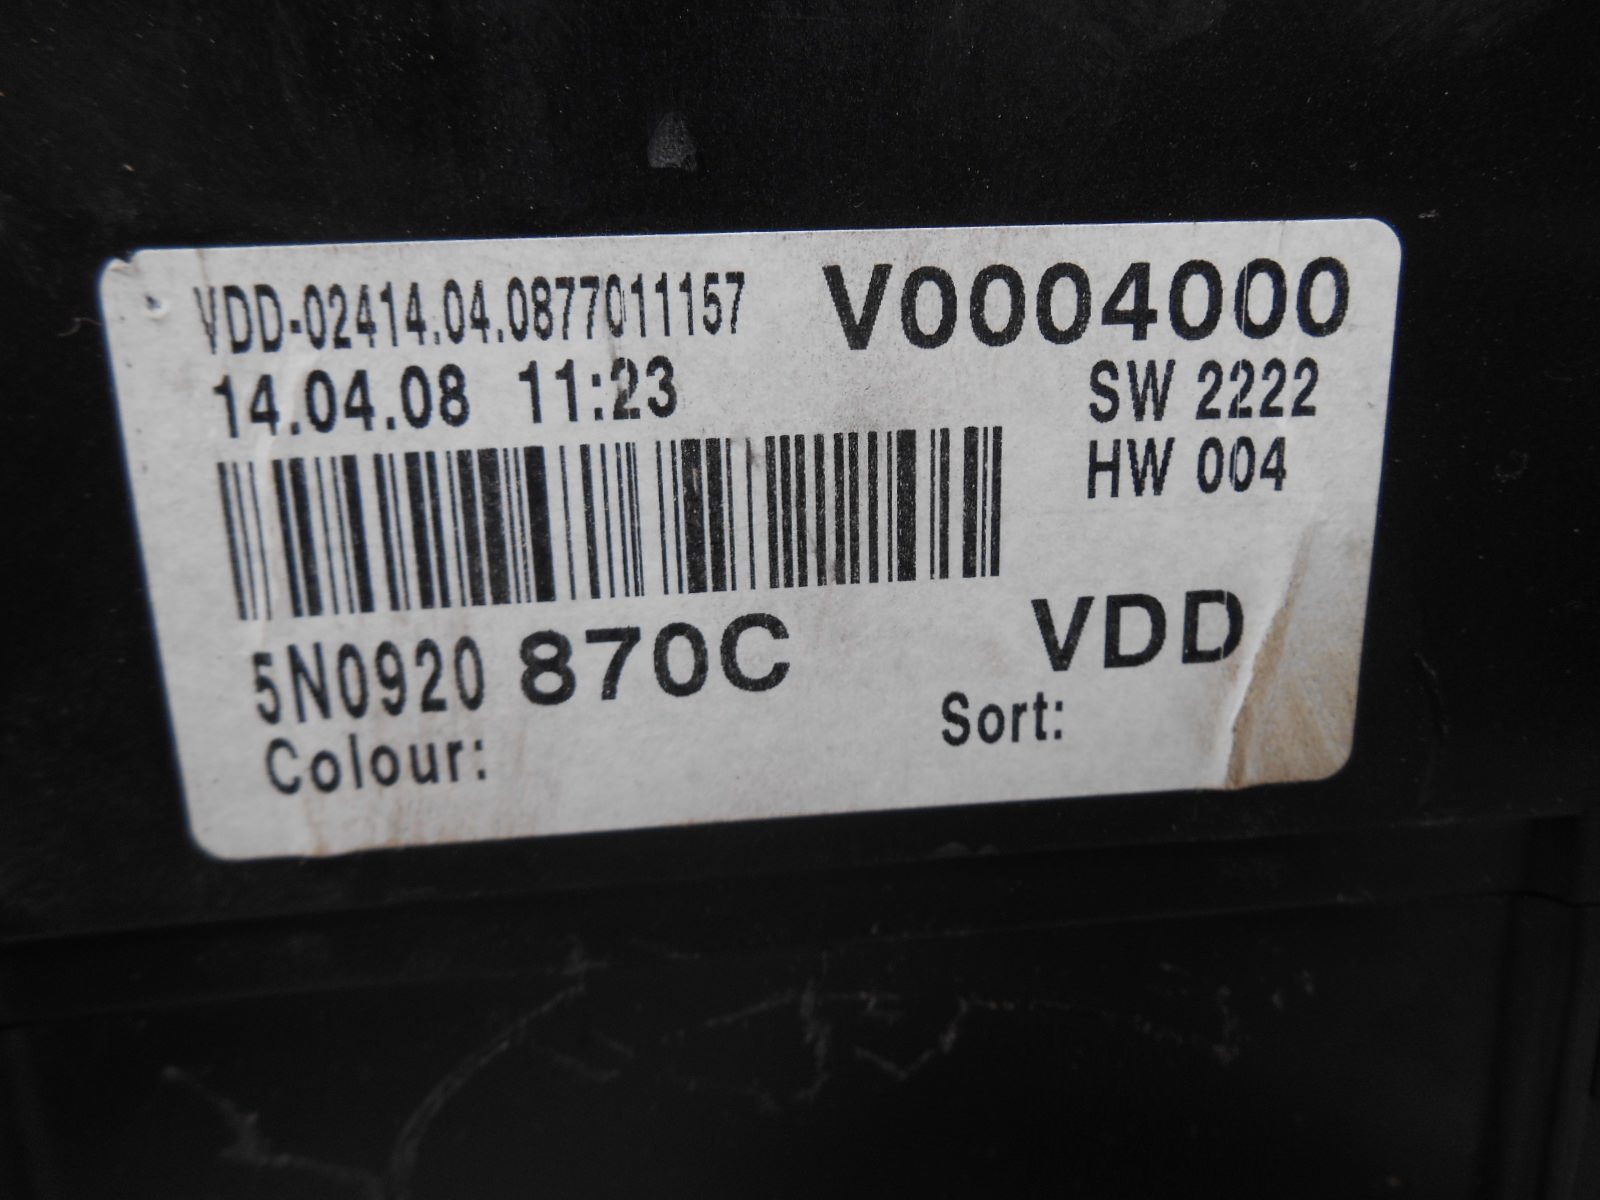 VDD-02414.04.0877011157 V0004000
14.04.08 11:23 SW 2222
HW 004
5N0920 870C VDD
Colour: Sort: